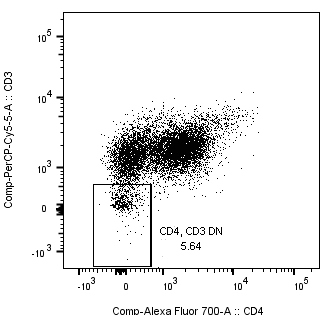 Comp-PerCP-Cy5-5-A :: CD3
10^5
10^4
10^3
0
-10^3
CD4, CD3 DN
5.64
-10^3 0 10^3 10^4 10^5
Comp-Alexa Fluor 700-A :: CD4